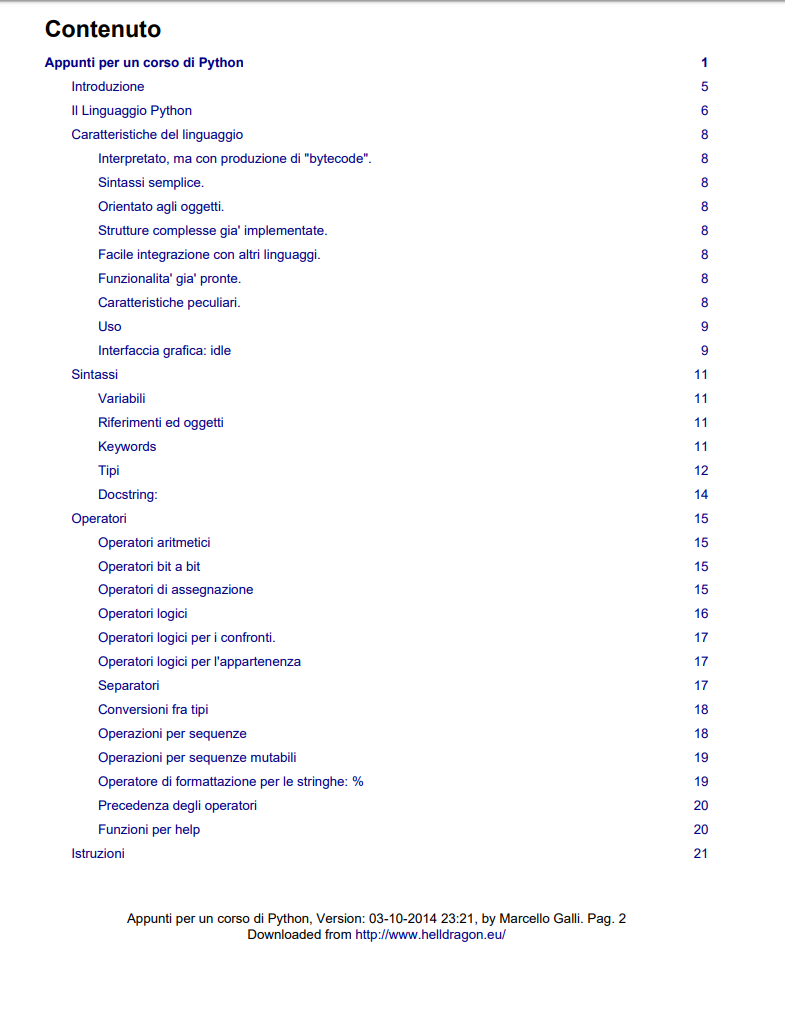 Contenuto
Appunti per un corso di Python 1
Introduzione 5
Il Linguaggio Python 6
Caratteristiche del linguaggio 8
Interpretato, ma con produzione di "bytecode". 8
Sintassi semplice. 8
Orientato agli oggetti. 8
Strutture complesse gia' implementate. 8
Facile integrazione con altri linguaggi. 8
Funzionalita' gia' pronte. 8
Caratteristiche peculiari. 8
Uso 9
Interfaccia grafica: idle 9
Sintassi 11
Variabili 11
Riferimenti ed oggetti 11
Keywords 11
Tipi 12
Docstring: 14
Operatori 15
Operatori aritmetici 15
Operatori bit a bit 15
Operatori di assegnazione 15
Operatori logici 16
Operatori logici per i confronti. 17
Operatori logici per l'appartenenza 17
Separatori 17
Conversioni fra tipi 18
Operazioni per sequenze 18
Operazioni per sequenze mutabili 19
Operatore di formattazione per le stringhe: % 19
Precedenza degli operatori 20
Funzioni per help 20
Istruzioni 21
Appunti per un corso di Python, Version: 03-10-2014 23:21, by Marcello Galli. Pag. 2
Downloaded from http://www.helldragon.eu/